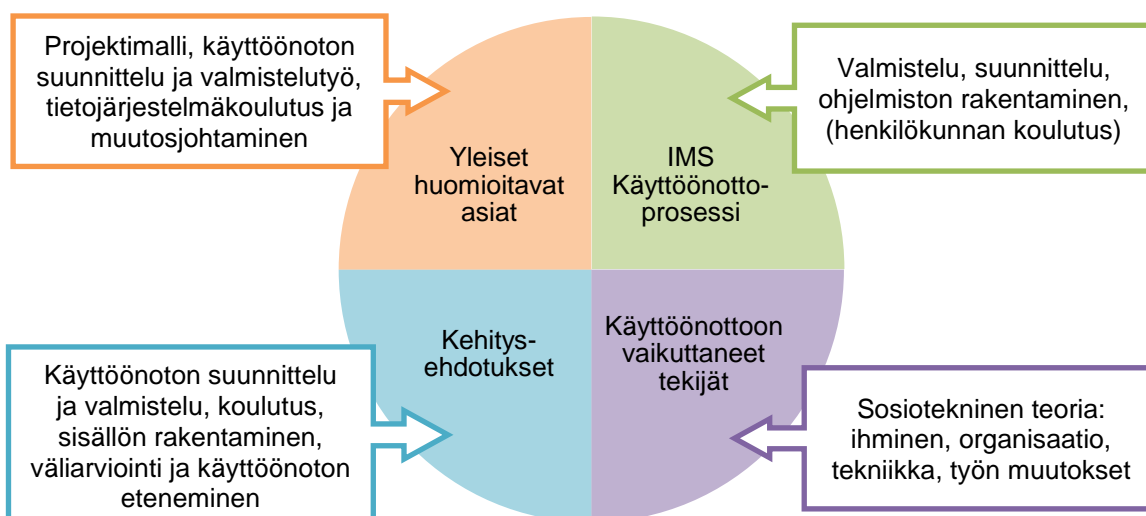 Projektimalli, käyttöönoton
suunnittelu ja valmistelutyö,
tietojärjestelmäkoulutus ja
muutosjohtaminen
Valmistelu, suunnittelu,
ohjelmiston rakentaminen,
(henkilökunnan koulutus)
Yleiset
huomioitavat
asiat
IMS
Käyttöönotto-
prosessi
Kehitys-
ehdotukset
Käyttöönottoon
vaikuttaneet
tekijät
Käyttöönoton suunnittelu
ja valmistelu, koulutus,
sisällön rakentaminen,
väliarviointi ja käyttöönoton
eteneminen
Sosiotekninen teoria:
ihminen, organisaatio,
tekniikka, työn muutokset